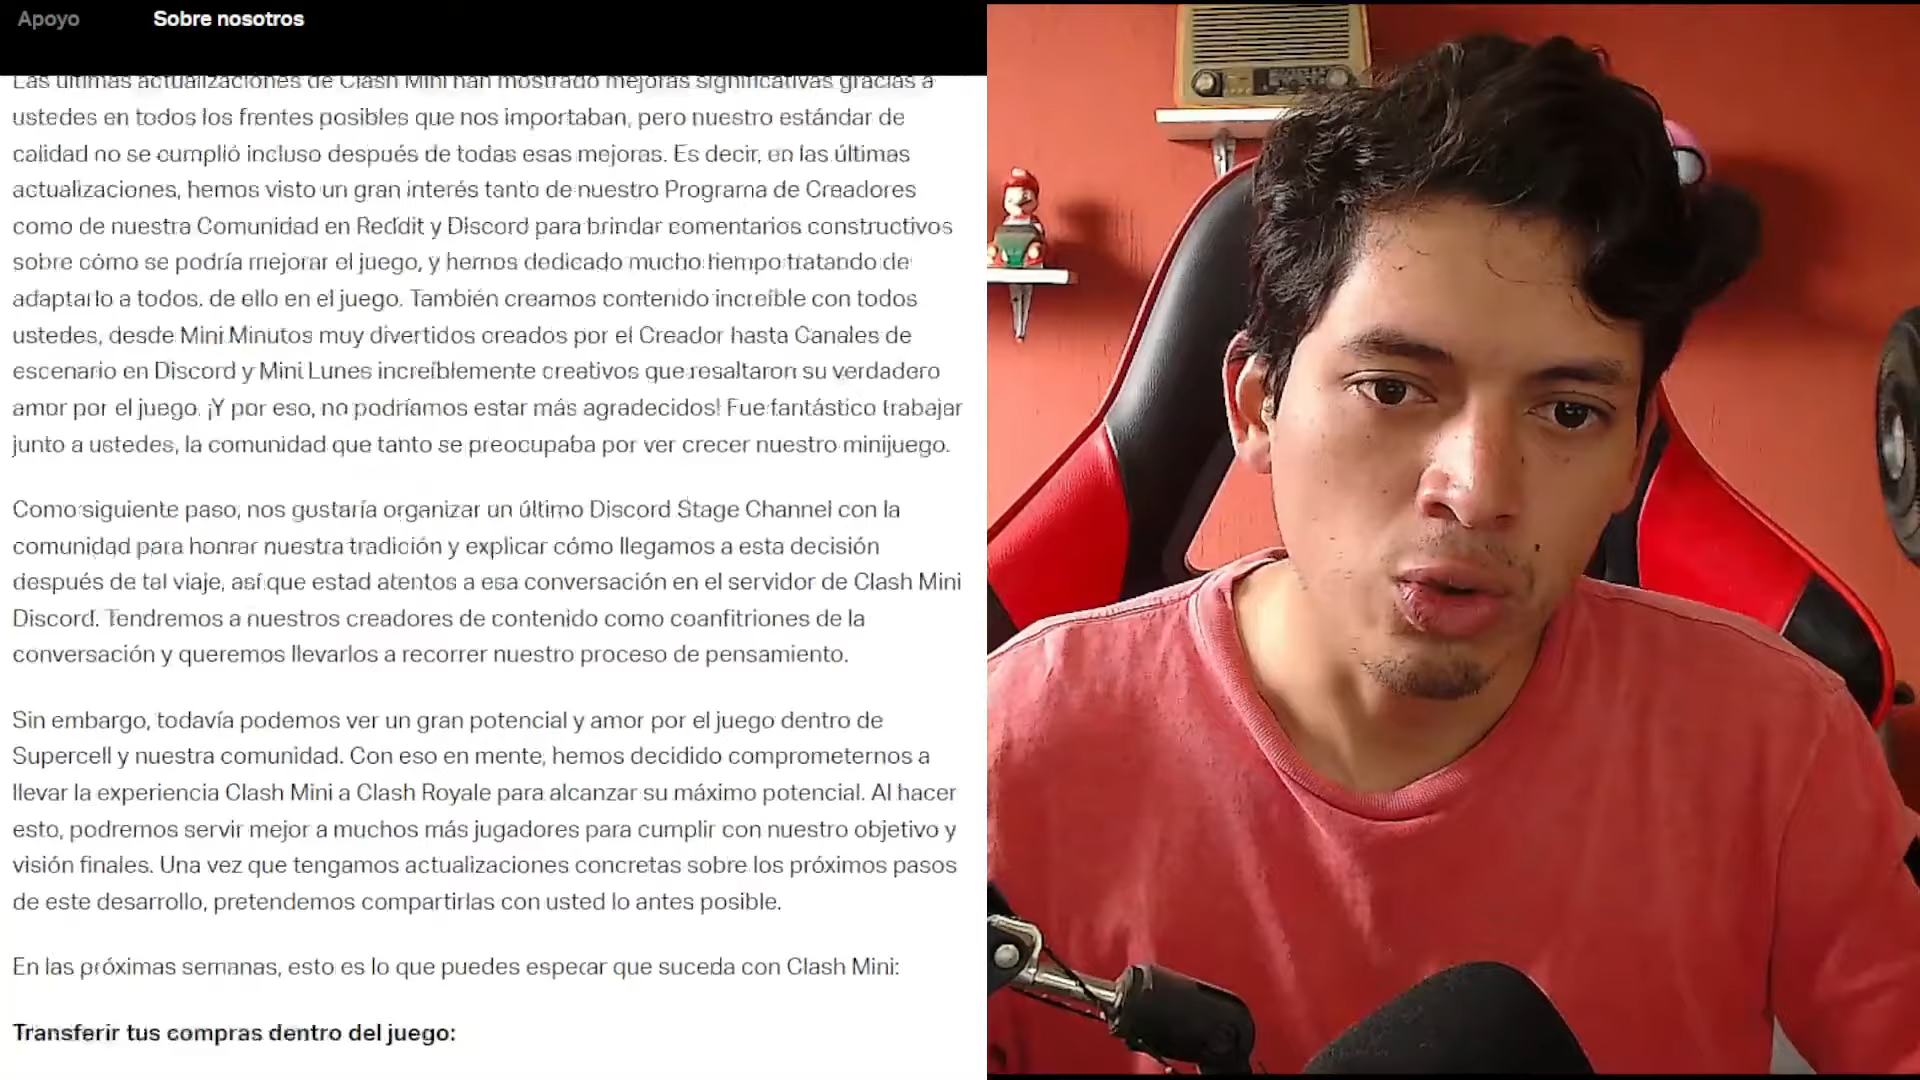 Apoyo
Sobre nosotros
Las últimas actualizaciones de Clash Mini han mostrado mejoras significativas gracias a
ustedes en todos los frentes posibles que nos importaban, pero nuestro estándar de
calidad no se cumplió incluso después de todas esas mejoras. Es decir, en las últimas
actualizaciones, hemos visto un gran interés tanto de nuestro Programa de Creadores
como de nuestra Comunidad en Reddit y Discord para brindar comentarios constructivos
sobre cómo se podría mejorar el juego, y hemos dedicado mucho tiempo tratando de
adaptarlo a todos. de ello en el juego. También creamos contenido increíble con todos
ustedes, desde Mini Minutos muy divertidos creados por el Creador hasta Canales de
escenario en Discord y Mini Lunes increíblemente creativos que resaltaron su verdadero
amor por el juego. ¡Y por eso, no podríamos estar más agradecidos! Fue fantástico trabajar
junto a ustedes, la comunidad que tanto se preocupaba por ver crecer nuestro minijuego.
Como siguiente paso, nos gustaría organizar un último Discord Stage Channel con la
comunidad para honrar nuestra tradición y explicar cómo llegamos a esta decisión
después de tal viaje, así que estad atentos a esa conversación en el servidor de Clash Mini
Discord. Tendremos a nuestros creadores de contenido como coanfitriones de la
conversación y queremos llevarlos a recorrer nuestro proceso de pensamiento.
Sin embargo, todavía podemos ver un gran potencial y amor por el juego dentro de
Supercell y nuestra comunidad. Con eso en mente, hemos decidido comprometernos a
llevar la experiencia Clash Mini a Clash Royale para alcanzar su máximo potencial. Al hacer
esto, podremos servir mejor a muchos más jugadores para cumplir con nuestro objetivo y
visión finales. Una vez que tengamos actualizaciones concretas sobre los próximos pasos
de este desarrollo, pretendemos compartirlas con usted lo antes posible.
En las próximas semanas, esto es lo que puedes esperar que suceda con Clash Mini:
Transferir tus compras dentro del juego: